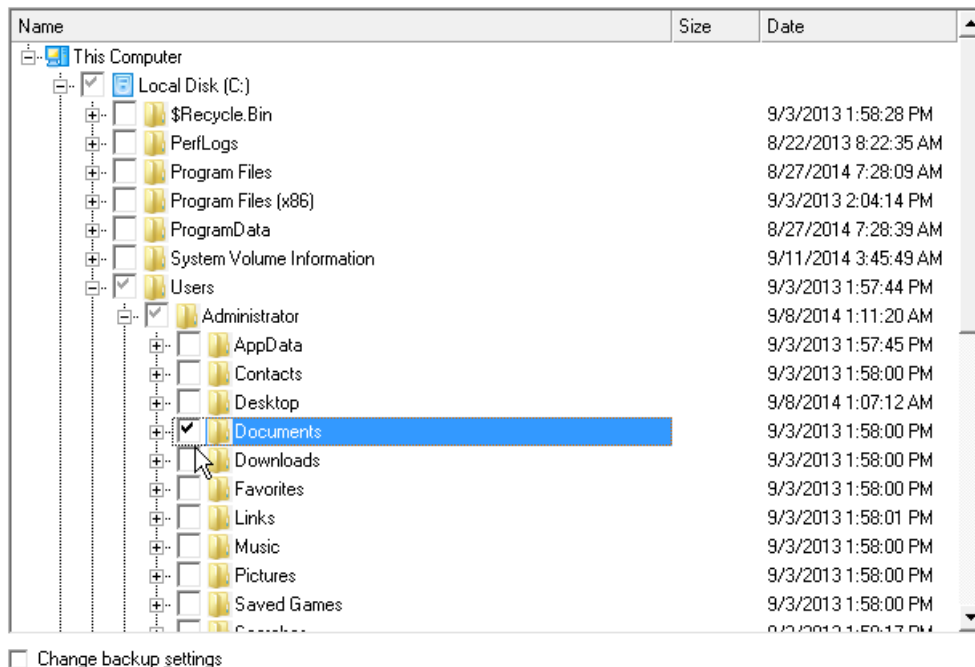 Name Size Date
This Computer
Local Disk (C:)
$Recycle.Bin 9/3/2013 1:58:28 PM
PerfLogs 8/22/2013 8:22:35 AM
Program Files 8/27/2014 7:28:09 AM
Program Files (x86) 9/3/2013 2:04:14 PM
ProgramData 8/27/2014 7:28:39 AM
System Volume Information 9/11/2014 3:45:49 AM
Users 9/3/2013 1:57:44 PM
Administrator 9/8/2014 1:11:20 AM
AppData 9/3/2013 1:57:45 PM
Contacts 9/3/2013 1:58:00 PM
Desktop 9/8/2014 1:07:12 AM
Documents 9/3/2013 1:58:00 PM
Downloads 9/3/2013 1:58:00 PM
Favorites 9/3/2013 1:58:00 PM
Links 9/3/2013 1:58:01 PM
Music 9/3/2013 1:58:00 PM
Pictures 9/3/2013 1:58:00 PM
Saved Games 9/3/2013 1:58:00 PM
Change backup settings